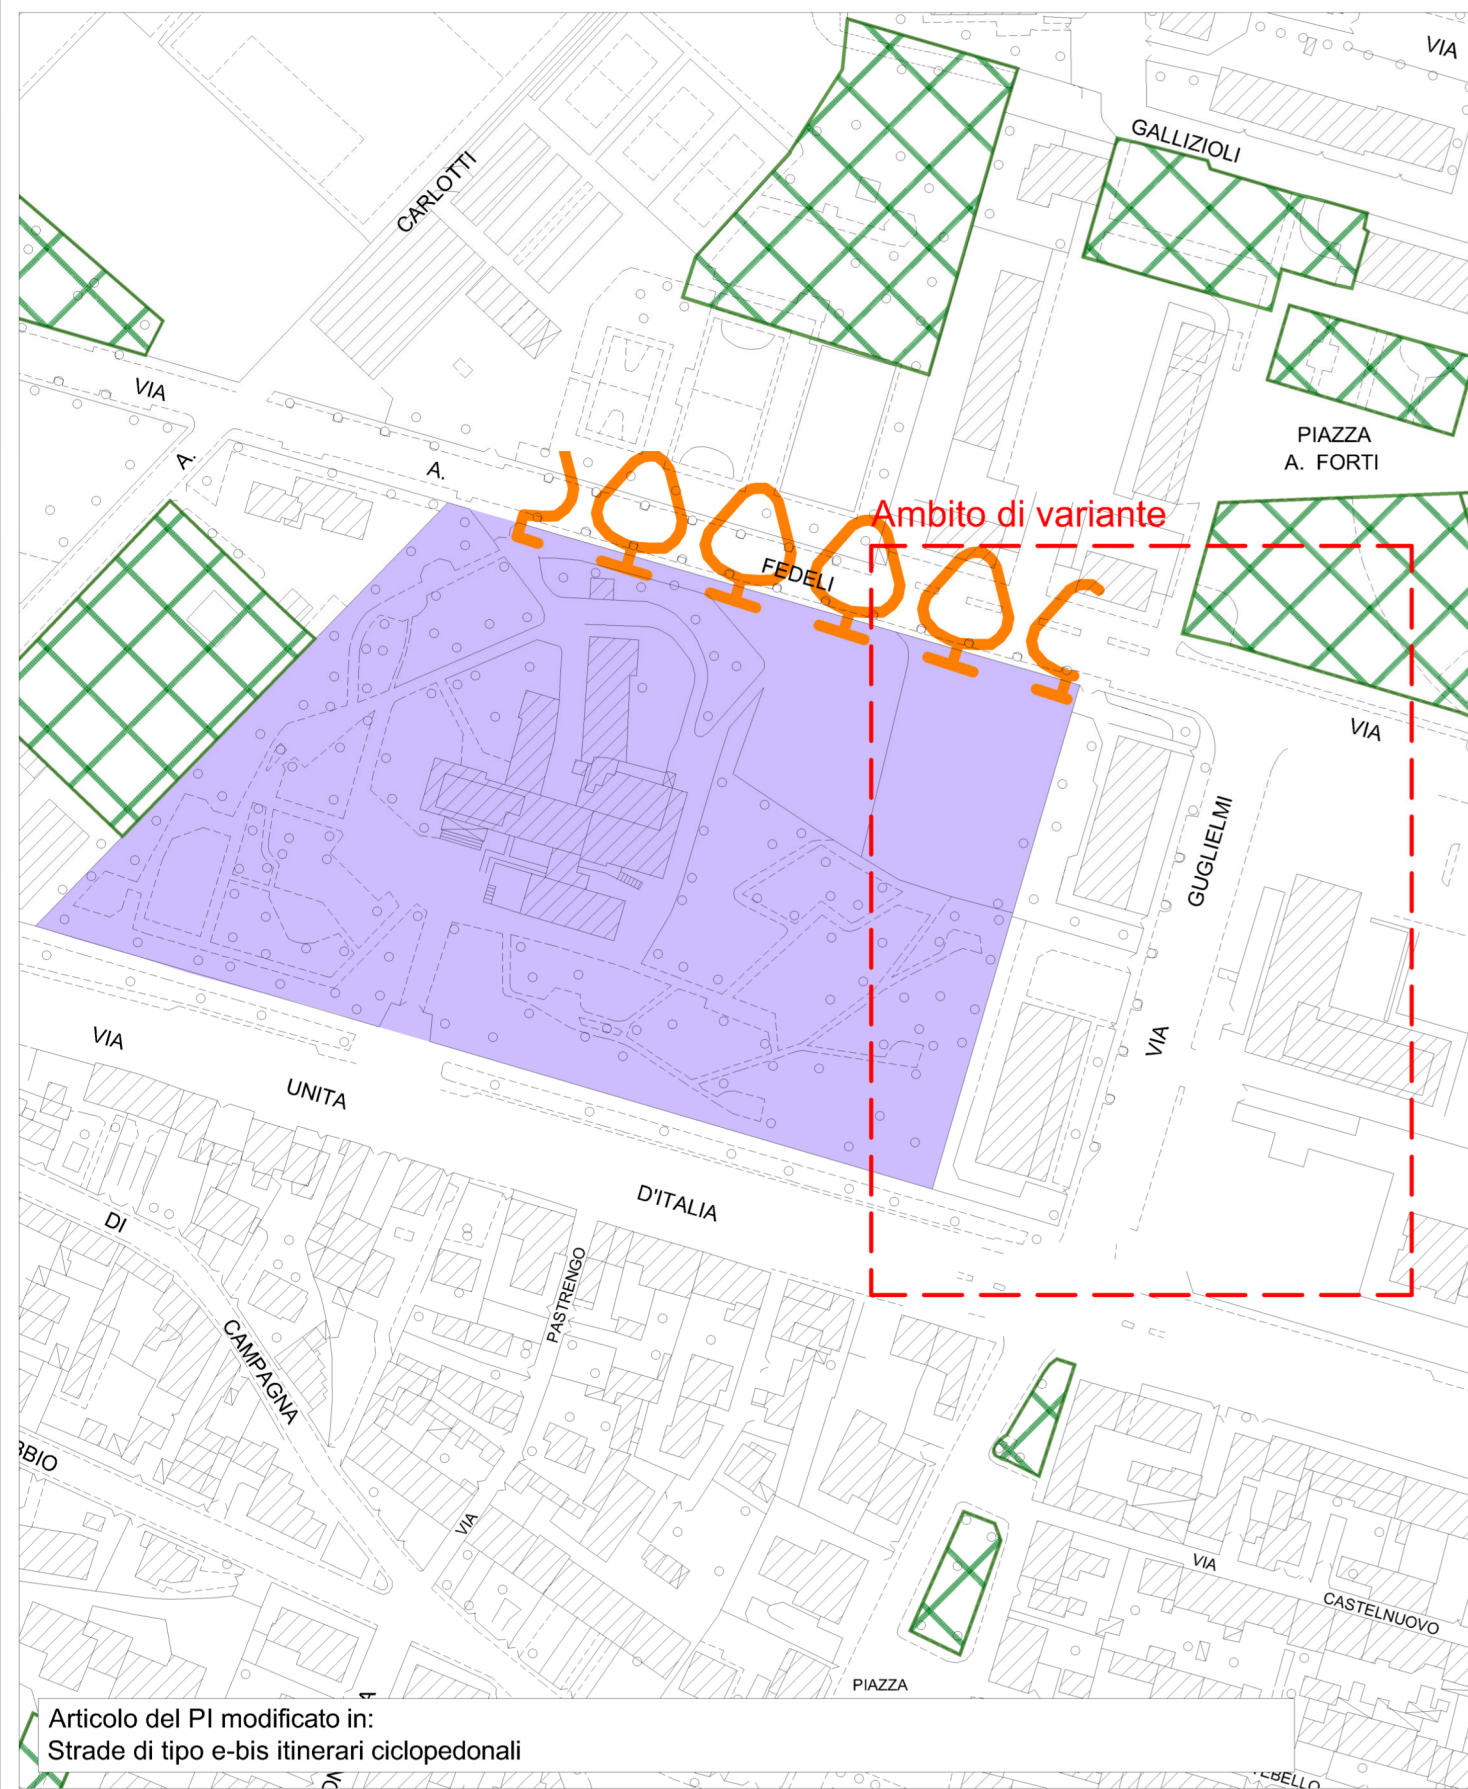 VIA
GALLIZIOLI
CARLOTTI
VIA
A.
A.
PIAZZA
A. FORTI
Ambito di variante
FEDELI
VIA
GUGLIELMI
VIA
VIA
UNITA
D'ITALIA
DI
PASTRENGO
CAMPAGNA
BBIO
VIA
VIA
CASTELNUOVO
PIAZZA
Articolo del PI modificato in:
Strade di tipo e-bis itinerari ciclopedonali